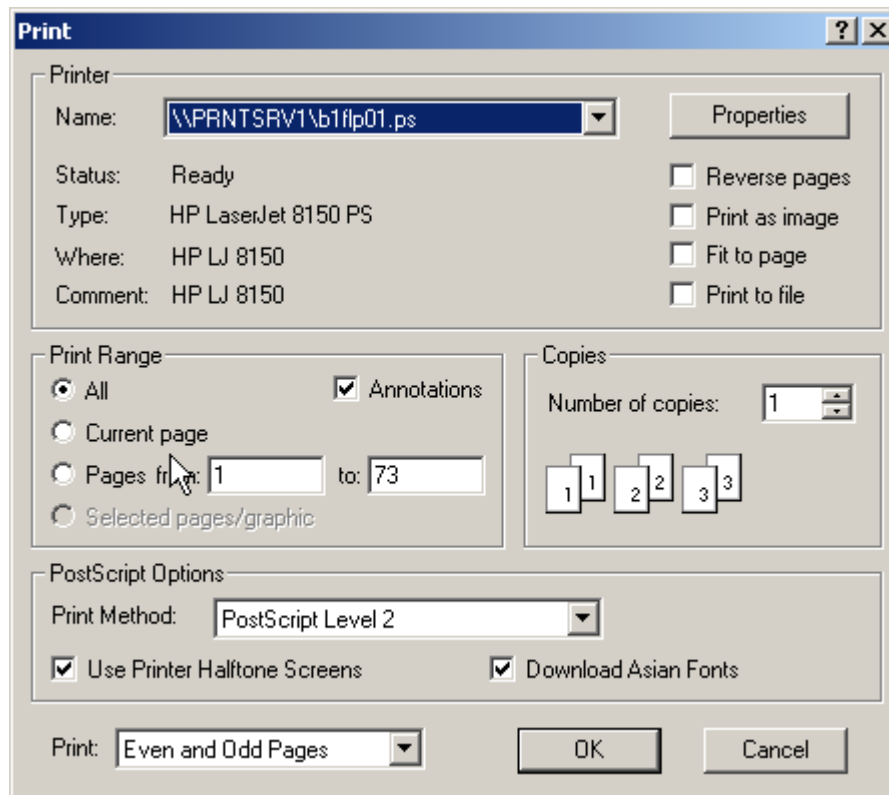 Print
Printer
Name: \\PRNTSRV1\b1flp01.ps Properties
Status: Ready Reverse pages
Type: HP LaserJet 8150 PS Print as image
Where: HP LJ 8150 Fit to page
Comment: HP LJ 8150 Print to file
Print Range
All Annotations
Current page
Pages from: 1 to: 73
Selected pages/graphic
Copies
Number of copies: 1
1 1 2 2 3 3
PostScript Options
Print Method: PostScript Level 2
Use Printer Halftone Screens Download Asian Fonts
Print: Even and Odd Pages OK Cancel